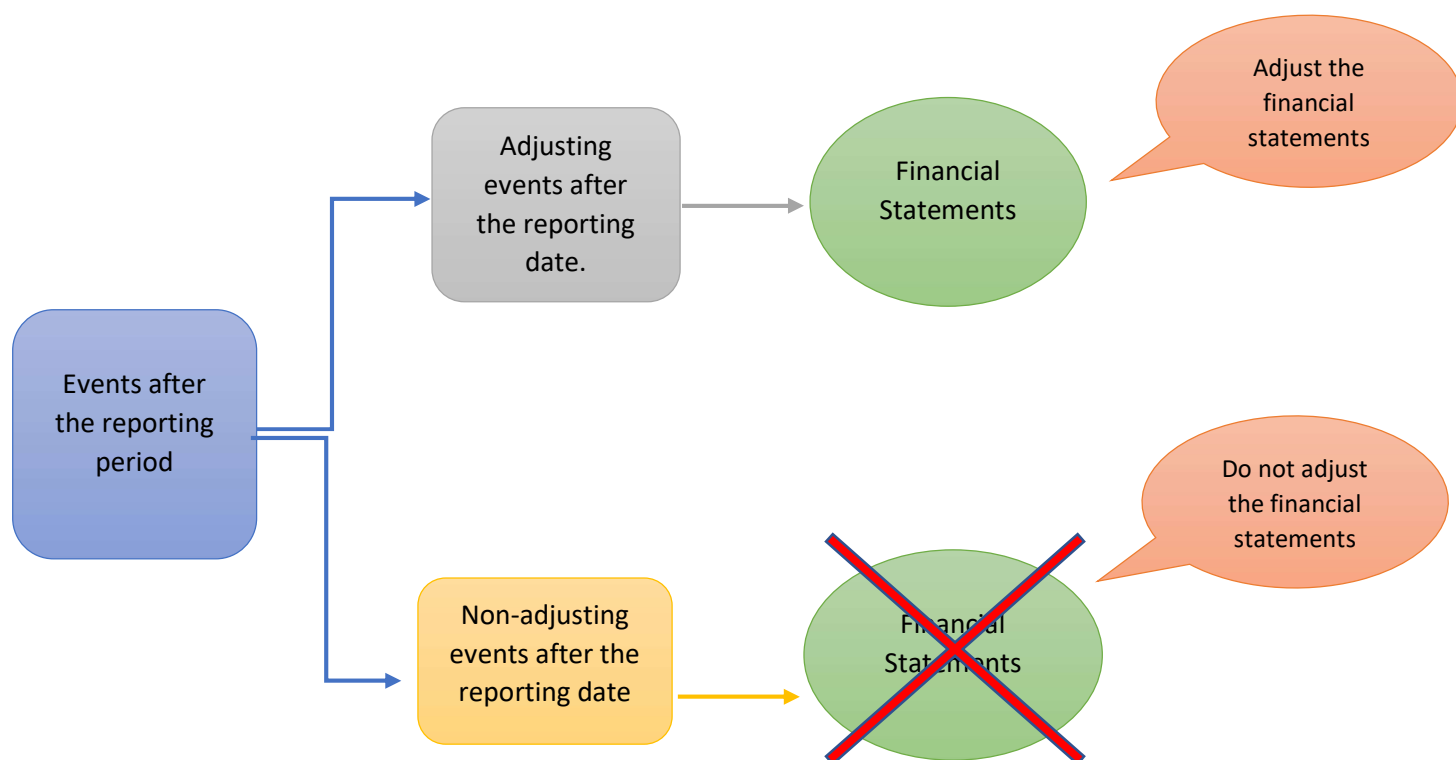 Adjust the
financial
statements
Adjusting
events after
the reporting
date.
Financial
Statements
Events after
the reporting
period
Do not adjust
the financial
statements
Non-adjusting
events after the
reporting date
Financial
Statements